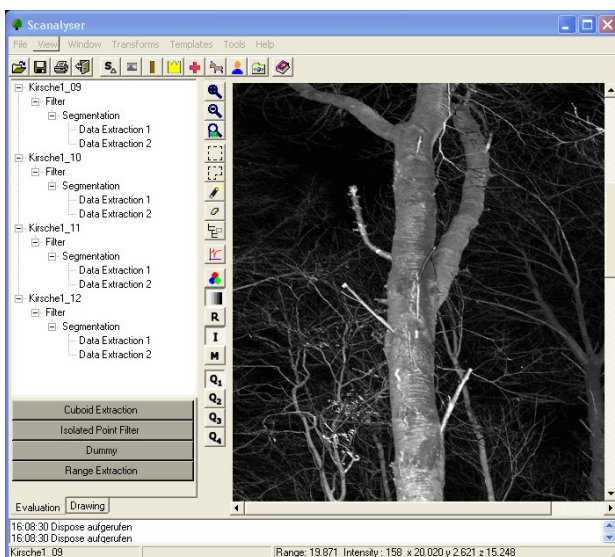 Scanalyser
File View Window Transforms Templates Tools Help
Kirsche1_09
Filter
Segmentation
Data Extraction 1
Data Extraction 2
Kirsche1_10
Filter
Segmentation
Data Extraction 1
Data Extraction 2
Kirsche1_11
Filter
Segmentation
Data Extraction 1
Data Extraction 2
Kirsche1_12
Filter
Segmentation
Data Extraction 1
Data Extraction 2
R
I
M
Q1
Q2
Q3
Q4
Cuboid Extraction
Isolated Point Filter
Dummy
Range Extraction
Evaluation Drawing
16:08:30 Dispose aufgerufen
16:08:30 Dispose aufgerufen
Kirsche1_09 Range: 19.871 Intensity : 158 x 20.020 y 2.621 z 15.248